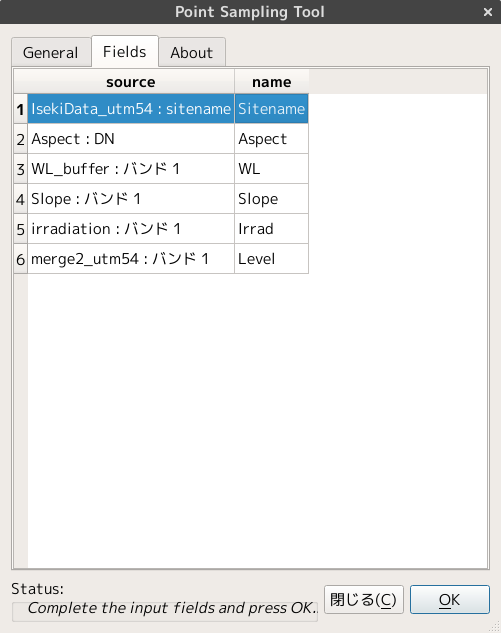 Point Sampling Tool
General Fields About
source name
1 IsekiData_utm54 : sitename Sitename
2 Aspect : DN Aspect
3 WL_buffer : バンド 1 WL
4 Slope : バンド 1 Slope
5 irradiation : バンド 1 Irrad
6 merge2_utm54 : バンド 1 Level
Status:
Complete the input fields and press OK..
閉じる(C) OK